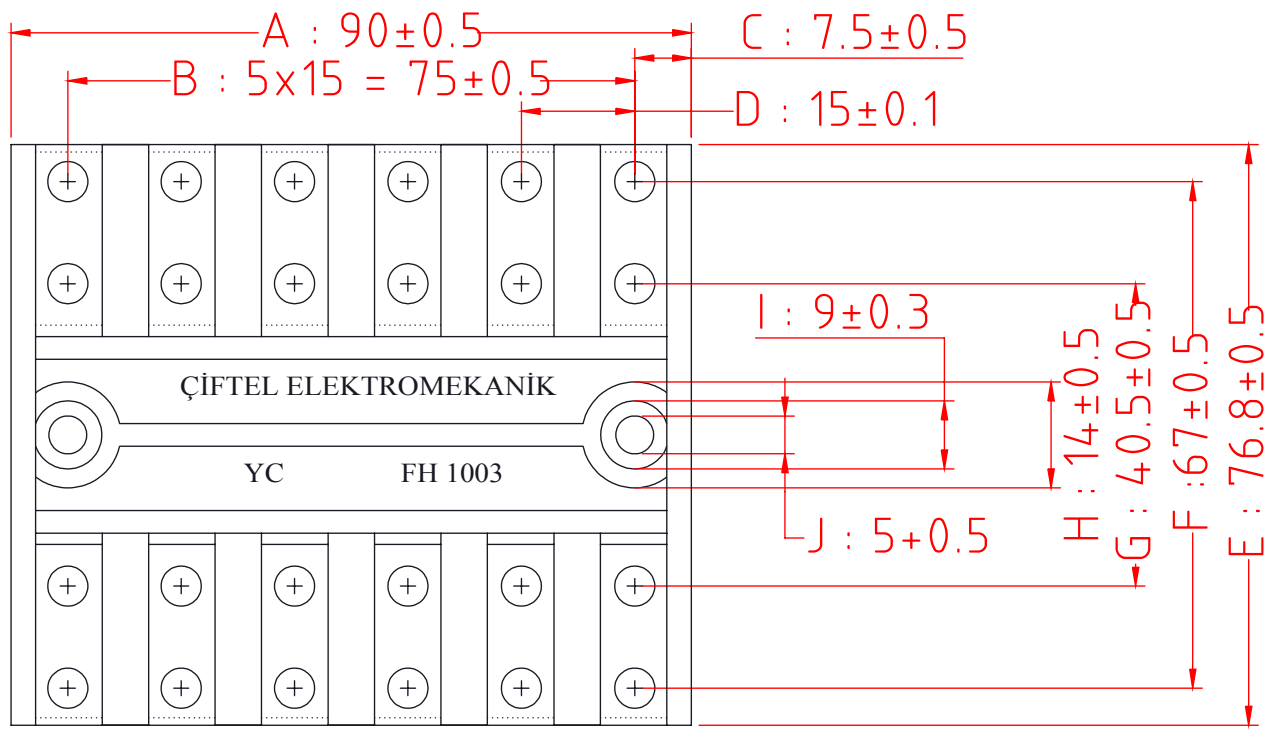 A : 90±0.5
C : 7.5±0.5
B : 5x15 = 75±0.5
D : 15±0.1
I : 9±0.3
ÇİFTEL ELEKTROMEKANİK
YC FH 1003
J : 5+0.5
H : 14±0.5
G : 40.5±0.5
F :67±0.5
E : 76.8±0.5